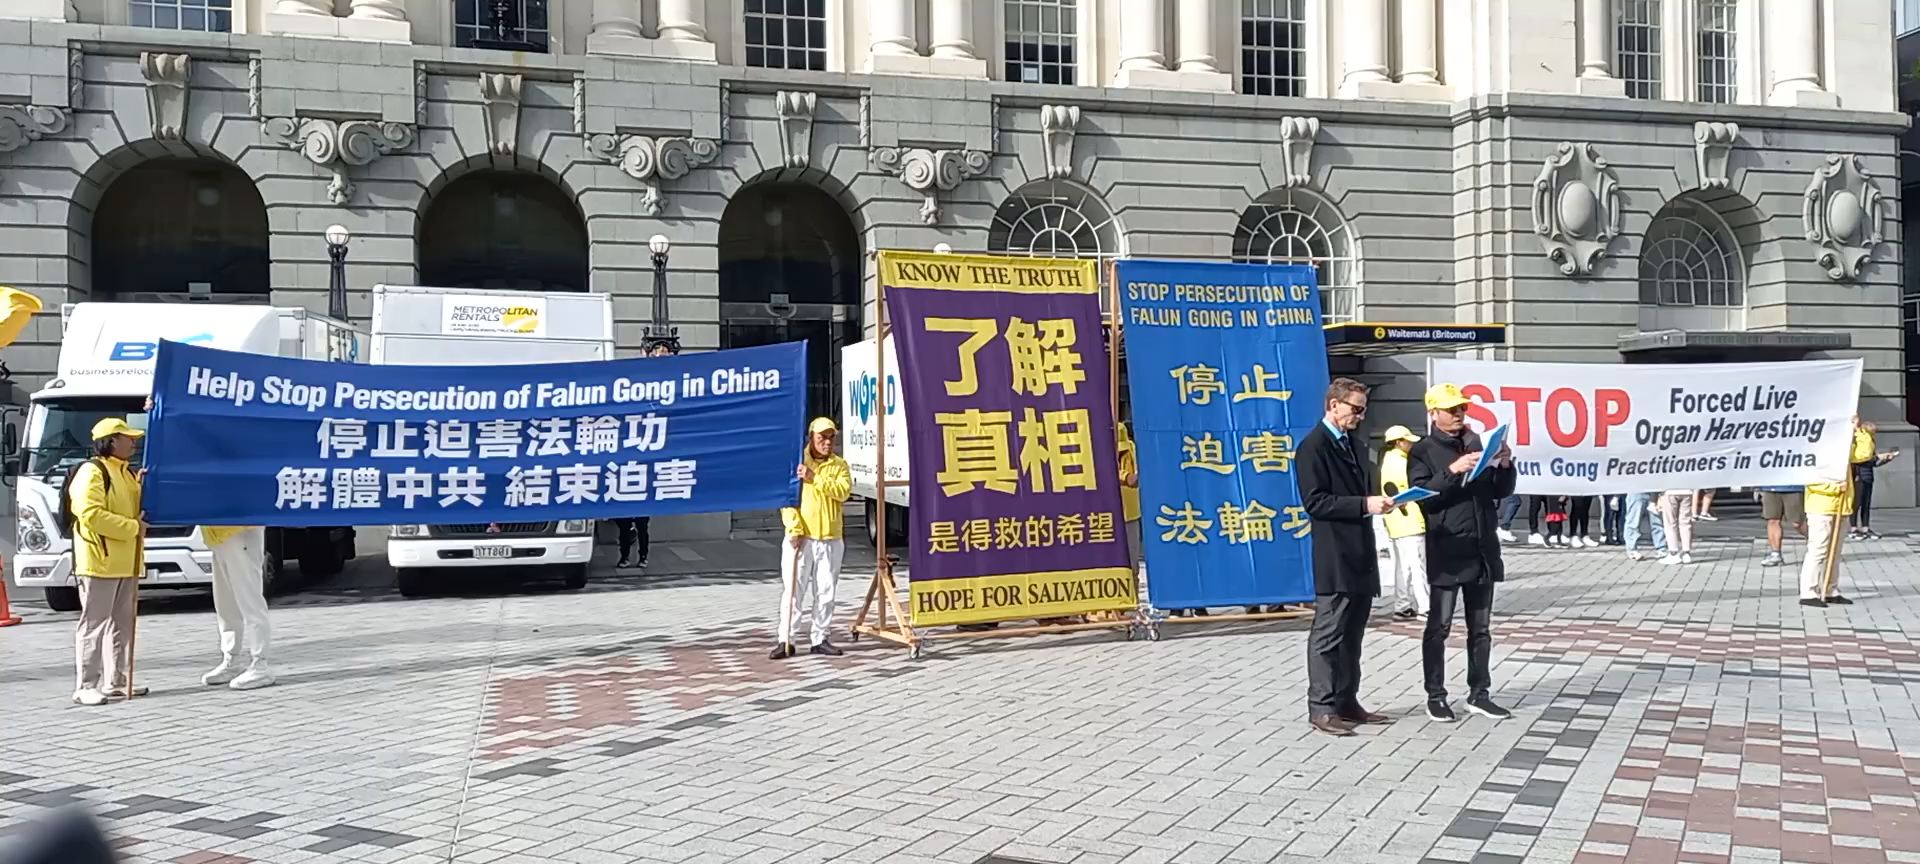 METROPOLITAN
RENTALS
Help Stop Persecution of Falun Gong in China
停止迫害法輪功
解體中共 結束迫害
KNOW THE TRUTH
了解
真相
是得救的希望
HOPE FOR SALVATION
STOP PERSECUTION OF
FALUN GONG IN CHINA
停止
迫害
法輪功
Waitematā (Britomart)
STOP
Forced Live
Organ Harvesting
Gong Practitioners in China
WORLD